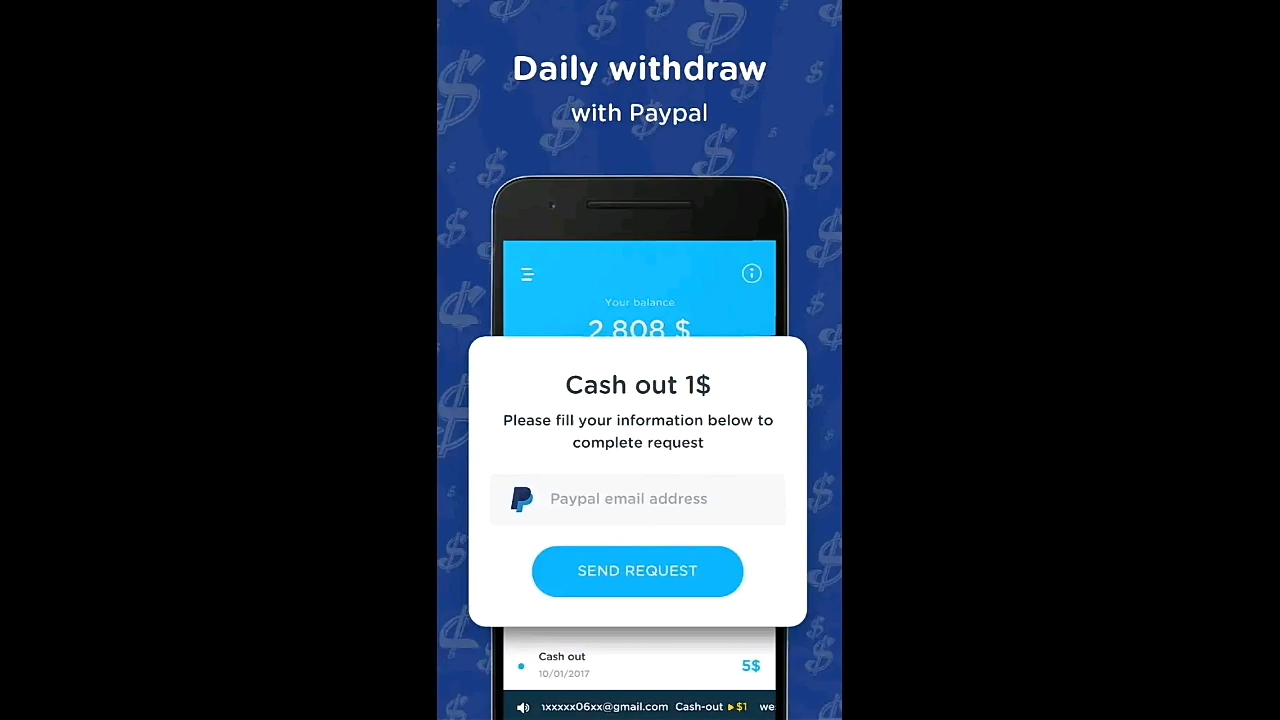 Daily withdraw
with Paypal
Your balance
2.808 $
Cash out 1$
Please fill your information below to
complete request
Paypal email address
SEND REQUEST
Cash out
10/01/2017
5$
xxxxx06xx@gmail.com Cash-out ▶$1 we